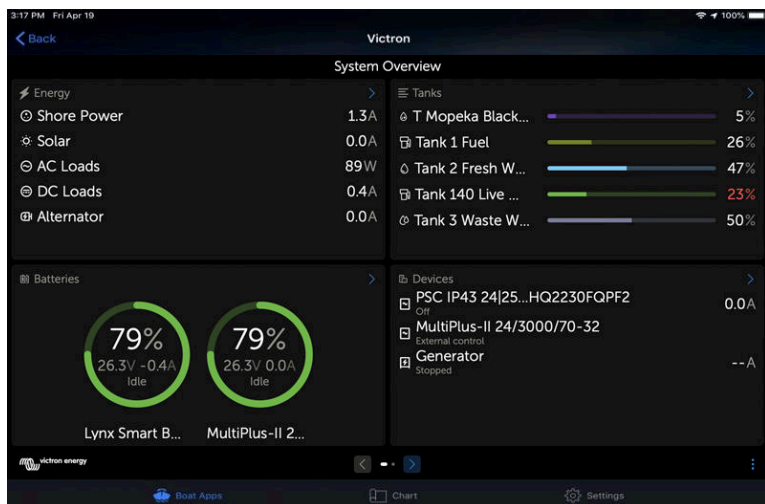 3:17 PM Fri Apr 19
100%
Back
Victron
System Overview
Energy
Shore Power 1.3A
Solar 0.0A
AC Loads 89W
DC Loads 0.4A
Alternator 0.0A
Tanks
T Mopeka Black... 5%
Tank 1 Fuel 26%
Tank 2 Fresh W... 47%
Tank 140 Live ... 23%
Tank 3 Waste W... 50%
Batteries
79%
26.3V -0.4A
Idle
Lynx Smart B...
79%
26.3V 0.0A
Idle
MultiPlus-II 2...
Devices
PSC IP43 24|25...HQ2230FQPF2 0.0A
Off
MultiPlus-II 24/3000/70-32
External control
Generator --A
Stopped
victron energy
Boat Apps
Chart
Settings